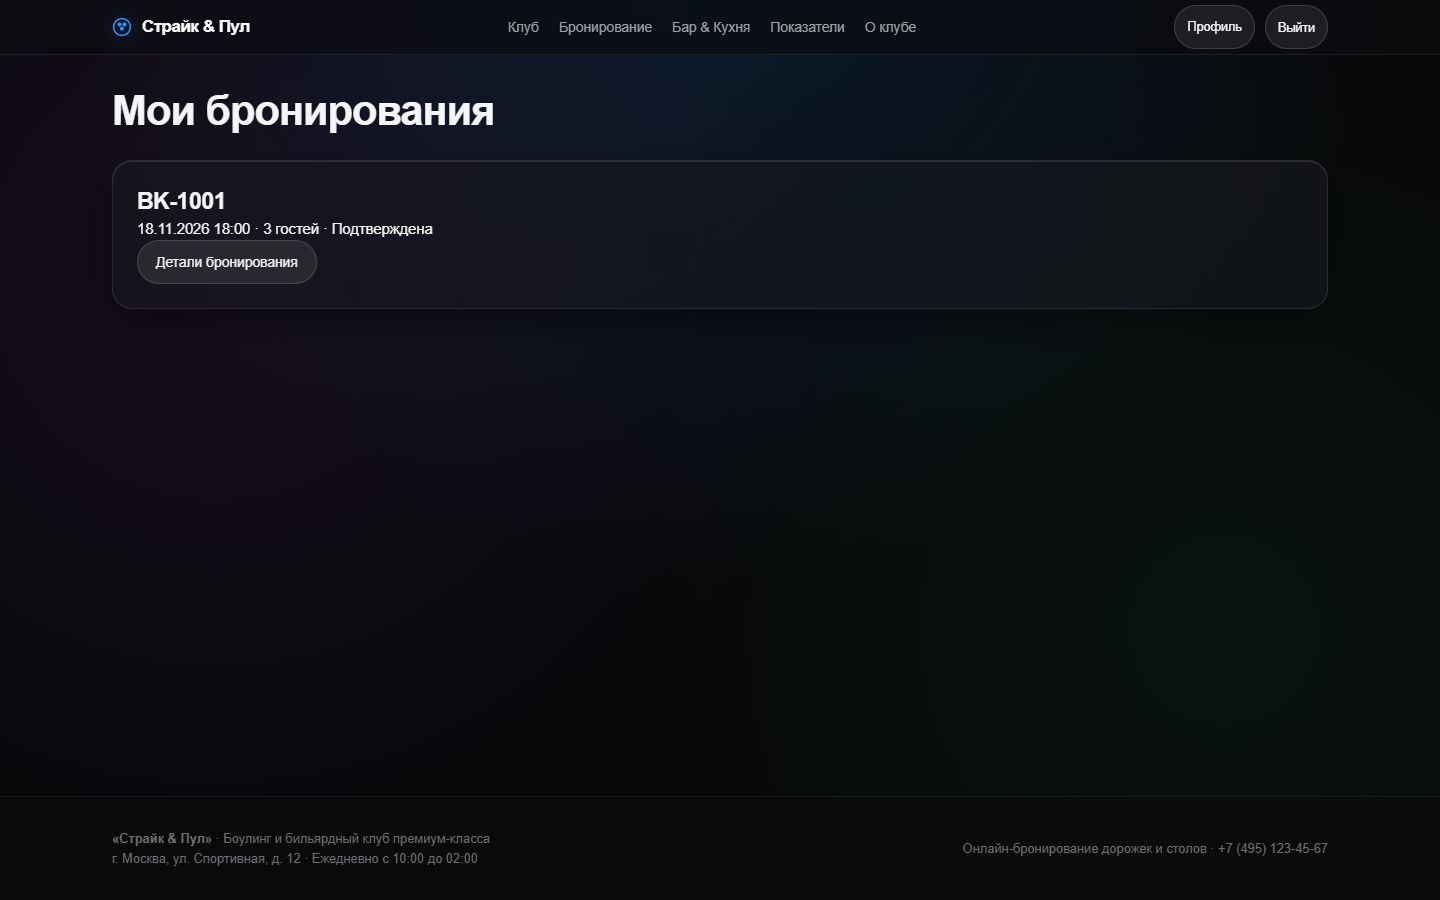 Страйк & Пул
Клуб Бронирование Бар & Кухня Показатели О клубе
Профиль Выйти
Мои бронирования
BK-1001
18.11.2026 18:00 · 3 гостей · Подтверждена
Детали бронирования
«Страйк & Пул» · Боулинг и бильярдный клуб премиум-класса
г. Москва, ул. Спортивная, д. 12 · Ежедневно с 10:00 до 02:00
Онлайн-бронирование дорожек и столов · +7 (495) 123-45-67